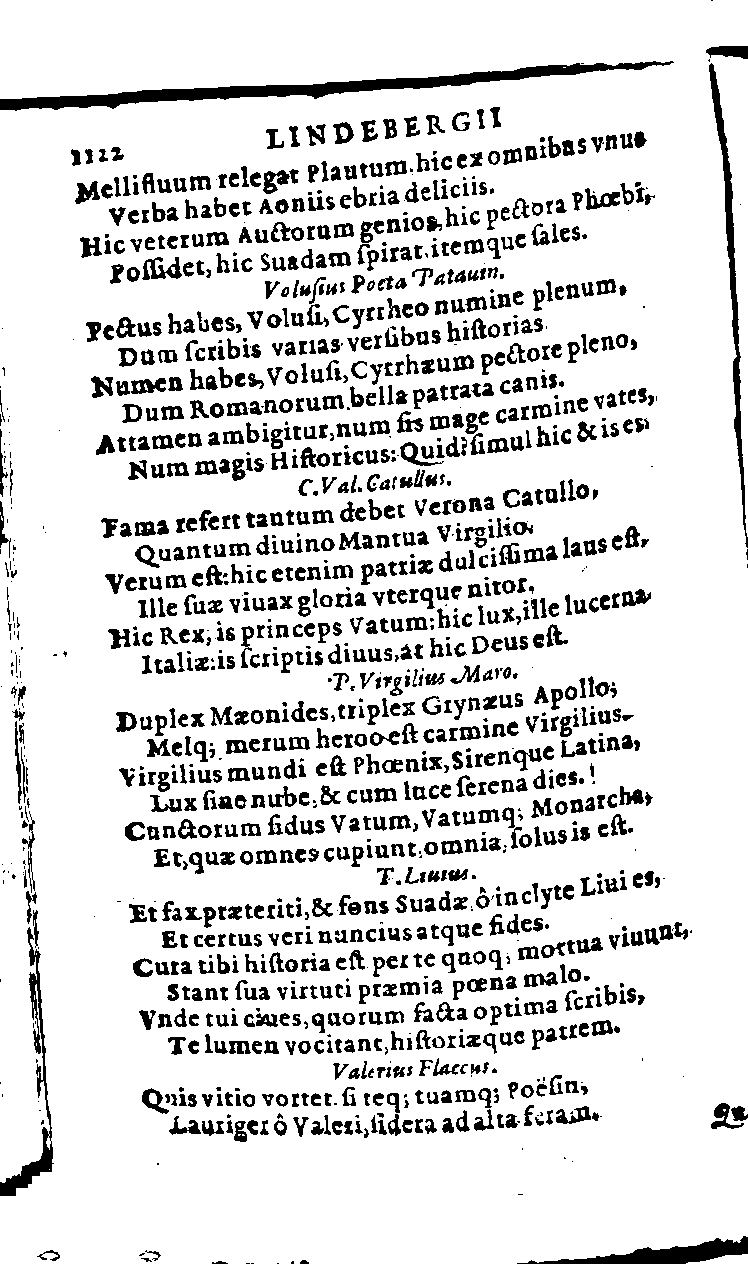 1122 LINDEBERGII
Mellifluum relegat Plautum. hic ex omnibus vnus
Verba habet Aoniis ebria deliciis.
Hic veterum Auctorum genios, hic pectora Phœbi,
Poſſidet, hic Suadam ſpirat, itemque ſales.
Voluſius Poeta Patauin.
Pectus habes, Voluſi, Cyrrheo numine plenum,
Dum ſcribis varias verſibus hiſtorias.
Numen habes, Voluſi, Cyrrhæum pectore pleno,
Dum Romanorum bella patrata canis.
Attamen ambigitur, num ſis mage carmine vates,
Num magis Hiſtoricus: Quid? ſimul hic & is es.
C. Val. Catullus.
Fama refert tantum debet Verona Catullo,
Quantum diuino Mantua Virgilio.
Verum eſt: hic etenim patriæ dulciſſima laus eſt,
Ille ſuæ viuax gloria vterque nitor.
Hic Rex, is princeps Vatum: hic lux, ille lucerna
Italiæ: is ſcriptis diuus, at hic Deus eſt.
P. Virgilius Maro.
Duplex Mæonides, triplex Grynæus Apollo;
Melq; merum heroo eſt carmine Virgilius.
Virgilius mundi eſt Phœnix, Sirenque Latina,
Lux ſine nube, & cum luce ſerena dies.!
Cunctorum ſidus Vatum, Vatumq; Monarcha,
Et, quæ omnes cupiunt, omnia, ſolus is eſt.
T. Liuius.
Et fax præteriti, & fons Suadæ, ô inclyte Liui es,
Et certus veri nuncius atque fides.
Cura tibi hiſtoria eſt per te quoq; mortua viuunt,
Stant ſua virtuti præmia pœna malo.
Vnde tui ciues, quorum facta optima ſcribis,
Te lumen vocitant, hiſtoriæque patrem.
Valerius Flaccus.
Quis vitio vortet. ſi teq; tuamq; Poëſin,
Lauriger ô Valeri, ſidera ad alta feram.